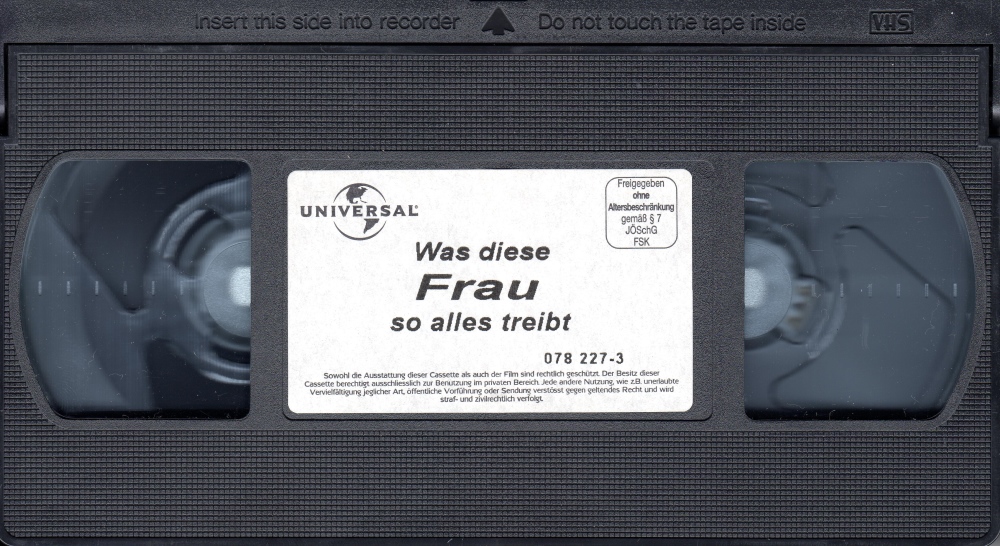 Insert this side into recorder Do not touch the tape inside VHS
UNIVERSAL®
Freigegeben
ohne
Altersbeschränkung
gemäß § 7
JÖSchG
FSK
Was diese
Frau
so alles treibt
078 227-3
Sowohl die Ausstattung dieser Cassette als auch der Film sind rechtlich geschützt. Der Besitz dieser
Cassette berechtigt ausschliesslich zur Benutzung im privaten Bereich. Jede andere Nutzung, wie z.B. unerlaubte
Vervielfältigung jeglicher Art, öffentliche Vorführung oder Sendung verstösst gegen geltendes Recht und wird
straf- und zivilrechtlich verfolgt.